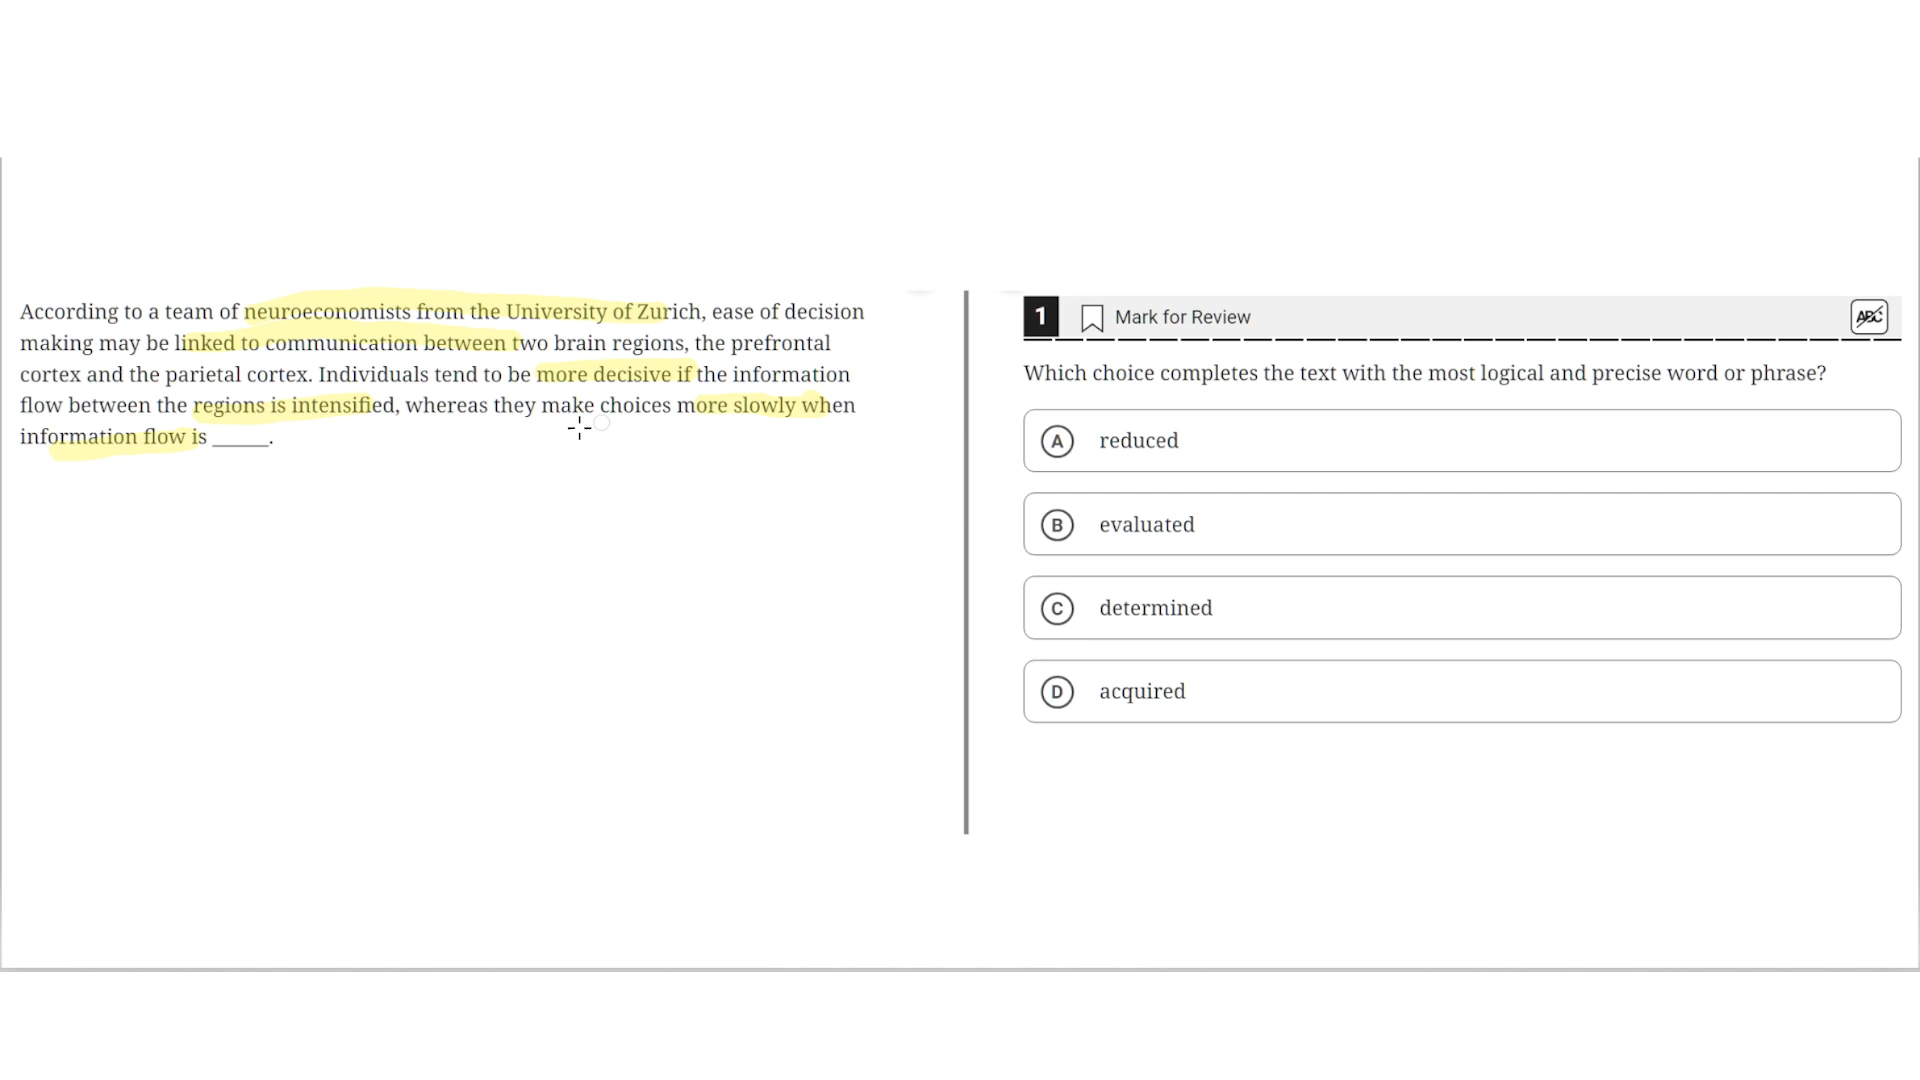 According to a team of neuroeconomists from the University of Zurich, ease of decision
making may be linked to communication between two brain regions, the prefrontal
cortex and the parietal cortex. Individuals tend to be more decisive if the information
flow between the regions is intensified, whereas they make choices more slowly when
information flow is ______.
1 Mark for Review ABC
Which choice completes the text with the most logical and precise word or phrase?
A reduced
B evaluated
C determined
D acquired